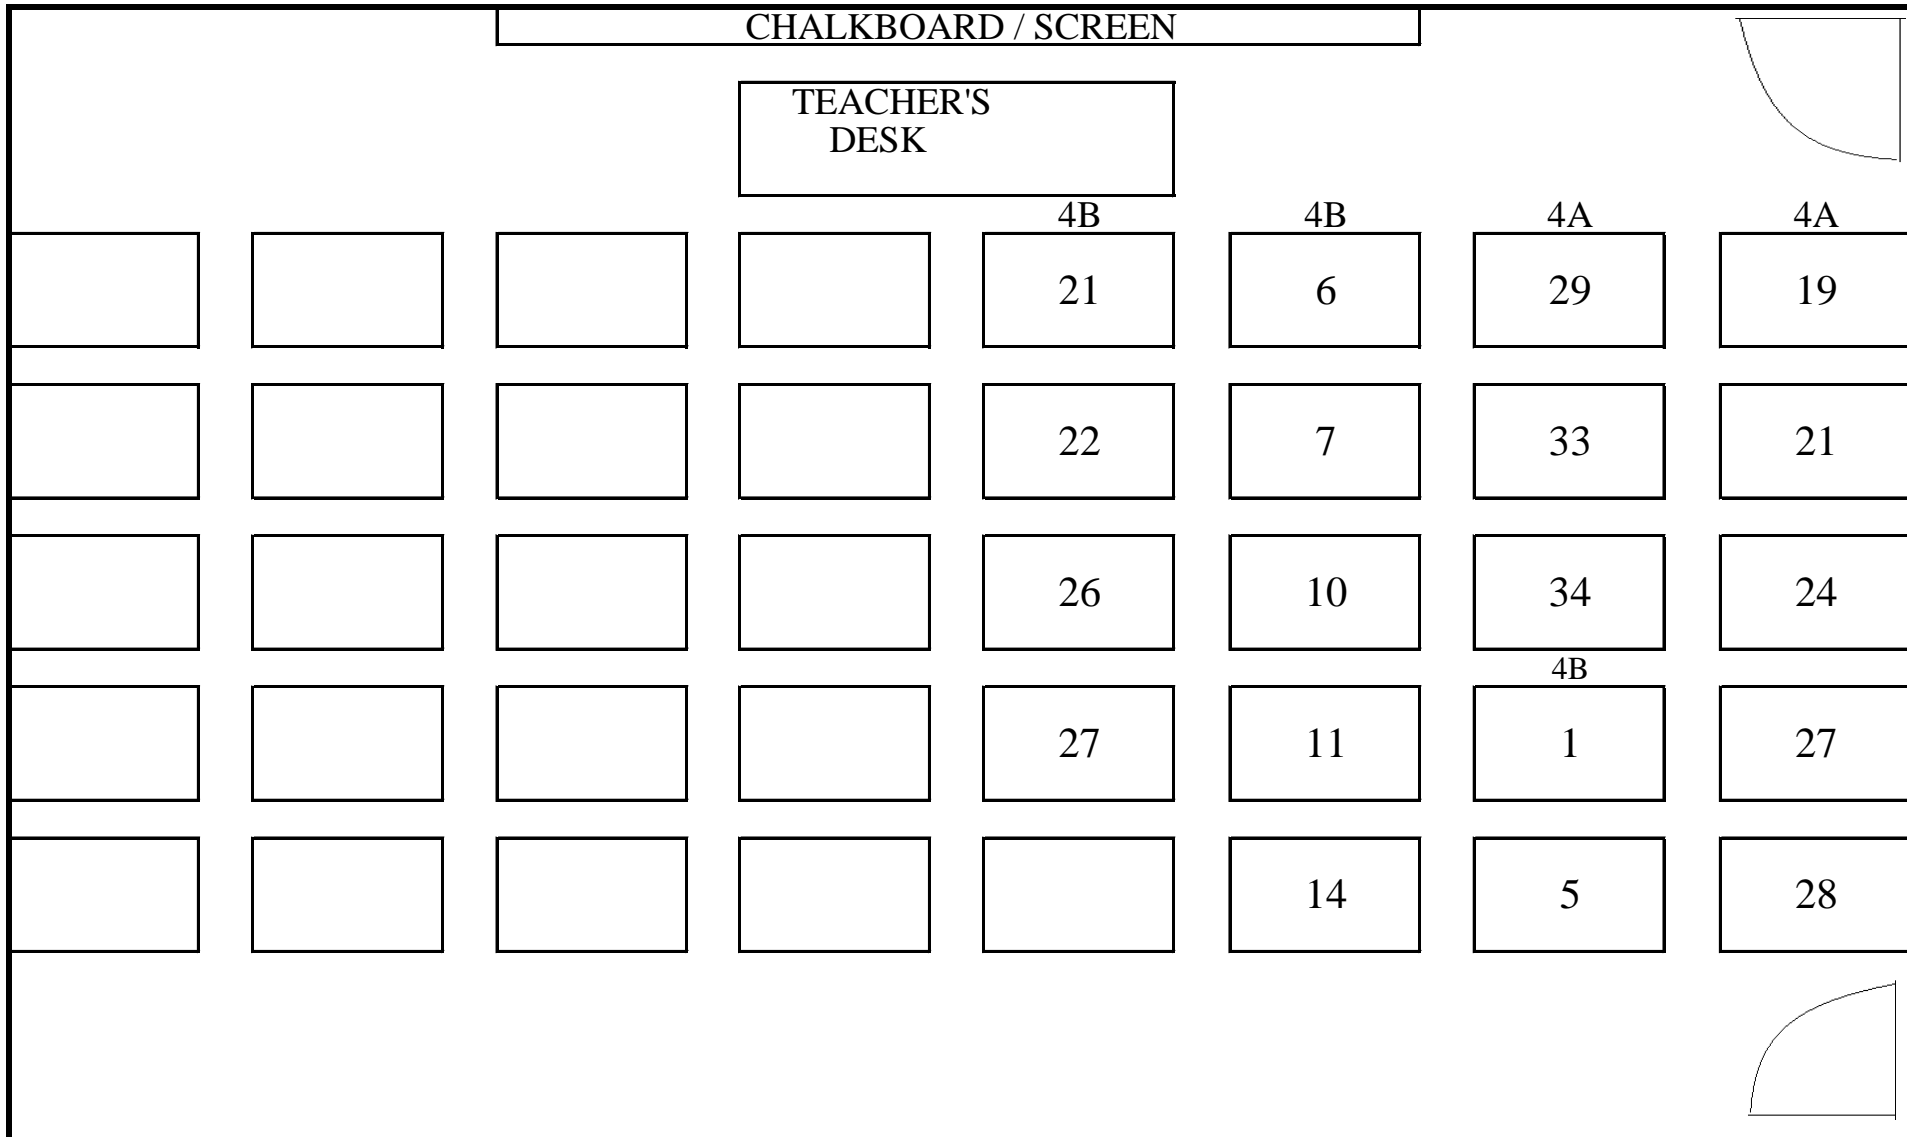 CHALKBOARD / SCREEN
TEACHER'S
DESK
4B 4B 4A 4A
21 6 29 19
22 7 33 21
26 10 34 24
4B
27 11 1 27
14 5 28